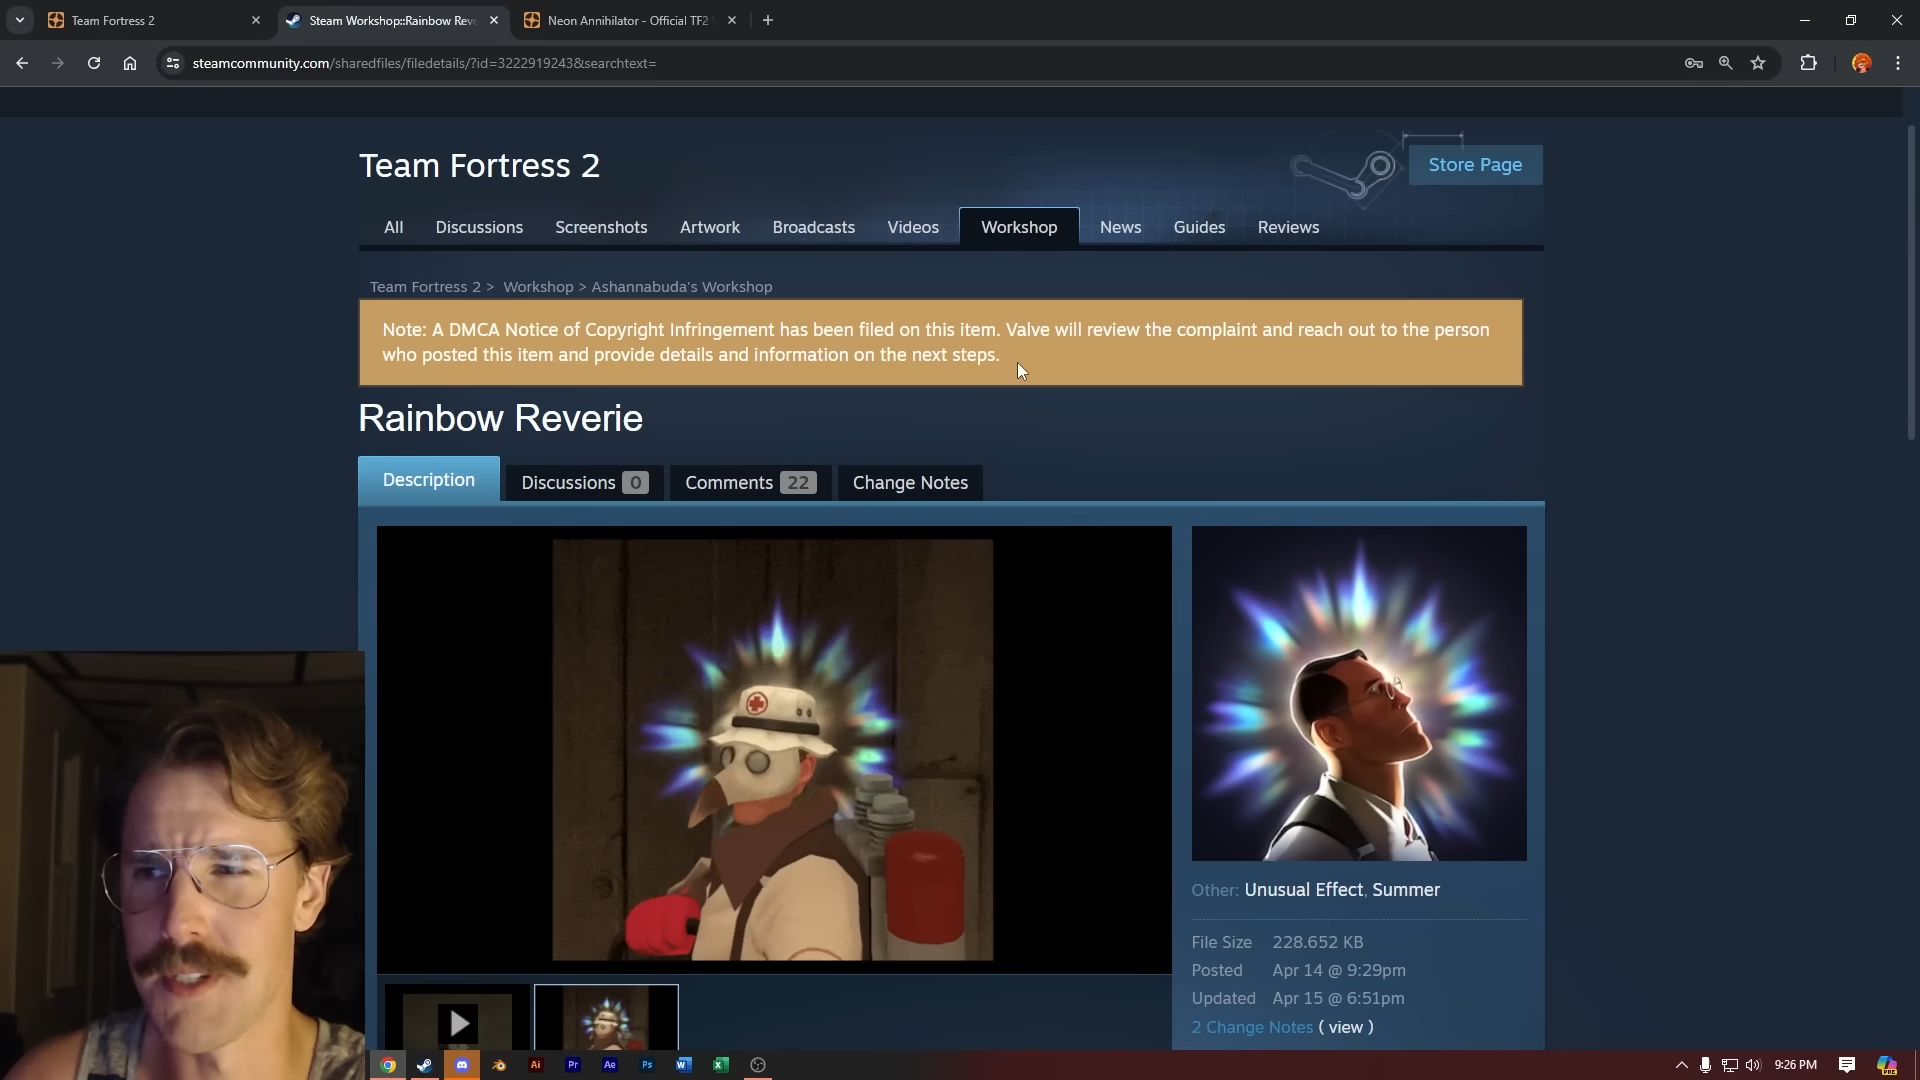 Team Fortress 2
Steam Workshop::Rainbow Reve
Neon Annihilator - Official TF2
steamcommunity.com/sharedfiles/filedetails/?id=3222919243&searchtext=
Team Fortress 2
Store Page
All Discussions Screenshots Artwork Broadcasts Videos Workshop News Guides Reviews
Team Fortress 2 > Workshop > Ashannabuda's Workshop
Note: A DMCA Notice of Copyright Infringement has been filed on this item. Valve will review the complaint and reach out to the person
who posted this item and provide details and information on the next steps.
Rainbow Reverie
Description Discussions 0 Comments 22 Change Notes
Other: Unusual Effect, Summer
File Size 228.652 KB
Posted Apr 14 @ 9:29pm
Updated Apr 15 @ 6:51pm
2 Change Notes ( view )
Ai Pr Ae Ps W X
9:26 PM